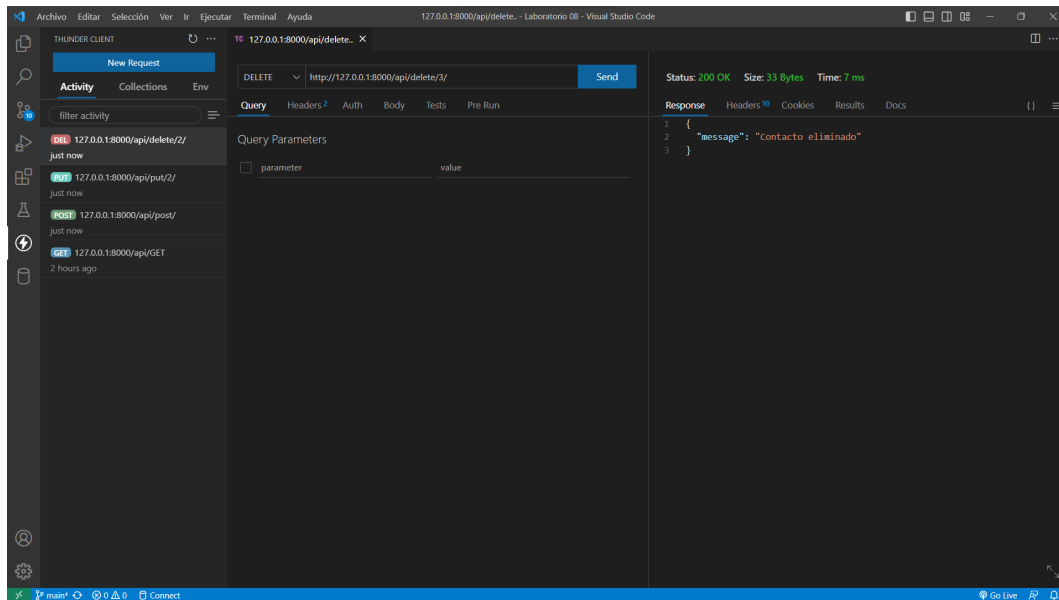 Archivo Editar Selección Ver Ir Ejecutar Terminal Ayuda
127.0.0.1:8000/api/delete.. - Laboratorio 08 - Visual Studio Code
THUNDER CLIENT
New Request
Activity Collections Env
filter activity
DEL 127.0.0.1:8000/api/delete/2/
just now
PUT 127.0.0.1:8000/api/put/2/
just now
POST 127.0.0.1:8000/api/post/
just now
GET 127.0.0.1:8000/api/GET
2 hours ago
TC 127.0.0.1:8000/api/delete..
DELETE http://127.0.0.1:8000/api/delete/3/ Send
Query Headers 2 Auth Body Tests Pre Run
Query Parameters
parameter value
Status: 200 OK Size: 33 Bytes Time: 7 ms
Response Headers 10 Cookies Results Docs {}
1 {
2 "message": "Contacto eliminado"
3 }
10
main* 0 0 Connect
Go Live